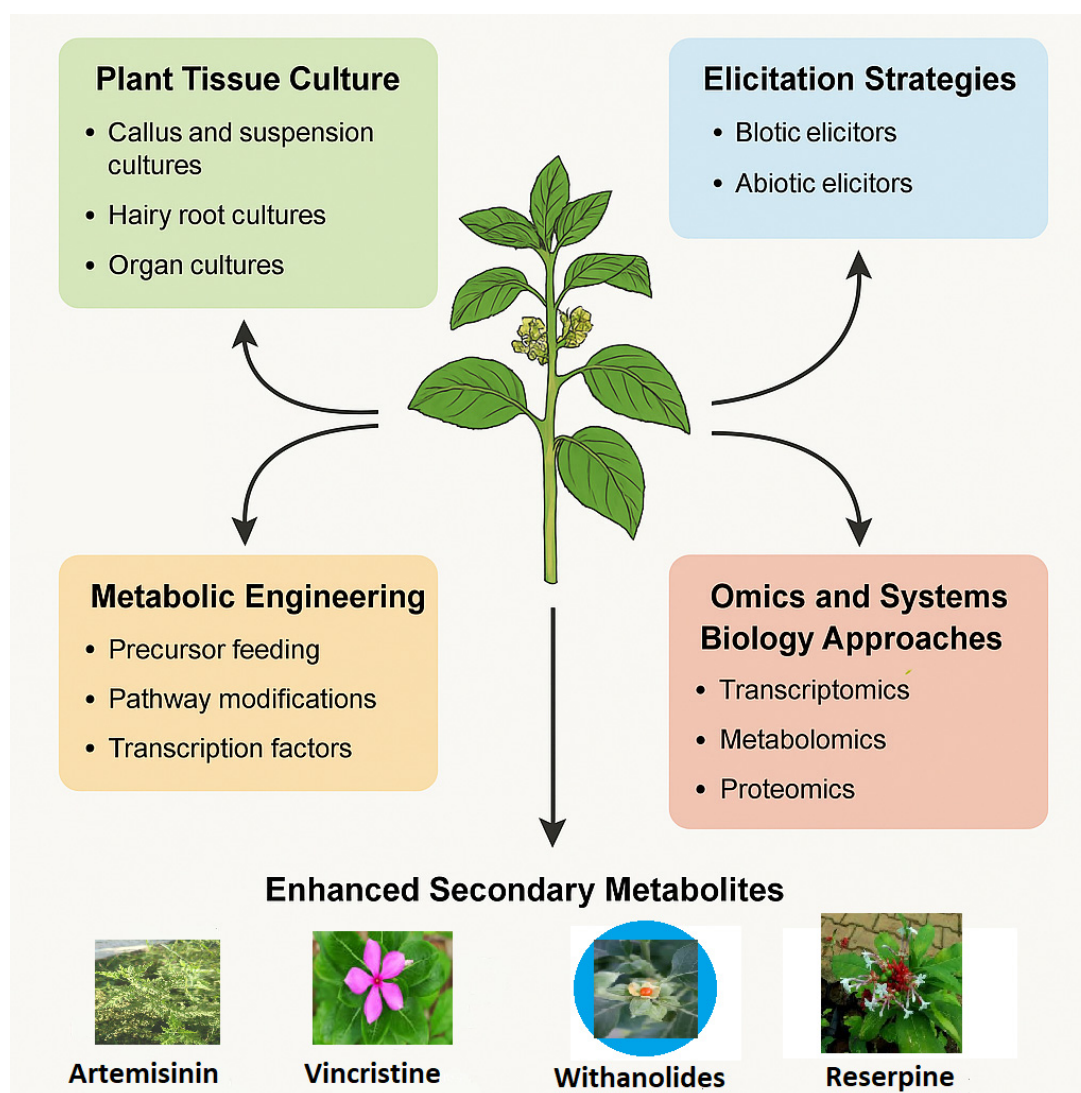 Plant Tissue Culture
• Callus and suspension
cultures
• Hairy root cultures
• Organ cultures
Elicitation Strategies
• Blotic elicitors
• Abiotic elicitors
Metabolic Engineering
• Precursor feeding
• Pathway modifications
• Transcription factors
Omics and Systems
Biology Approaches
• Transcriptomics
• Metabolomics
• Proteomics
Enhanced Secondary Metabolites
Artemisinin
Vincristine
Withanolides
Reserpine